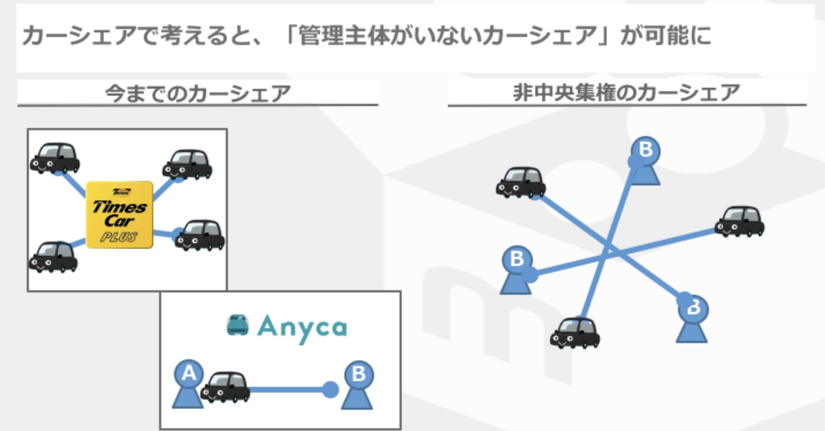 カーシェアで考えると、「管理主体がいないカーシェア」が可能に
今までのカーシェア
非中央集権のカーシェア
Times
Times
Car
PLUS
Anyca
A
B
B
B
B